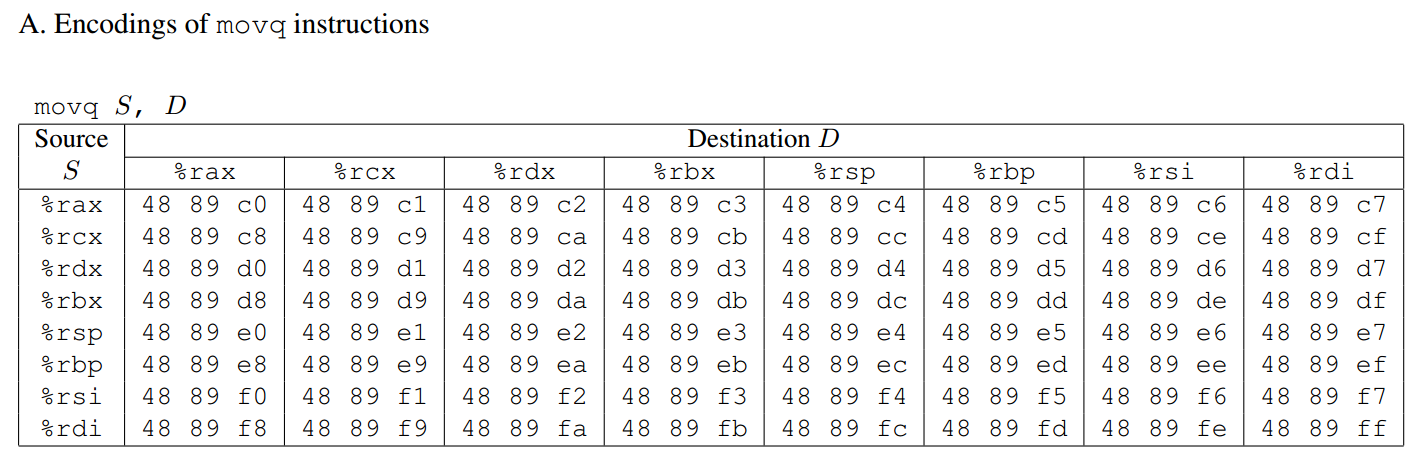 A. Encodings of movq instructions
movq S, D
Source Destination D
S %rax %rcx %rdx %rbx %rsp %rbp %rsi %rdi
%rax 48 89 c0 48 89 c1 48 89 c2 48 89 c3 48 89 c4 48 89 c5 48 89 c6 48 89 c7
%rcx 48 89 c8 48 89 c9 48 89 ca 48 89 cb 48 89 cc 48 89 cd 48 89 ce 48 89 cf
%rdx 48 89 d0 48 89 d1 48 89 d2 48 89 d3 48 89 d4 48 89 d5 48 89 d6 48 89 d7
%rbx 48 89 d8 48 89 d9 48 89 da 48 89 db 48 89 dc 48 89 dd 48 89 de 48 89 df
%rsp 48 89 e0 48 89 e1 48 89 e2 48 89 e3 48 89 e4 48 89 e5 48 89 e6 48 89 e7
%rbp 48 89 e8 48 89 e9 48 89 ea 48 89 eb 48 89 ec 48 89 ed 48 89 ee 48 89 ef
%rsi 48 89 f0 48 89 f1 48 89 f2 48 89 f3 48 89 f4 48 89 f5 48 89 f6 48 89 f7
%rdi 48 89 f8 48 89 f9 48 89 fa 48 89 fb 48 89 fc 48 89 fd 48 89 fe 48 89 ff